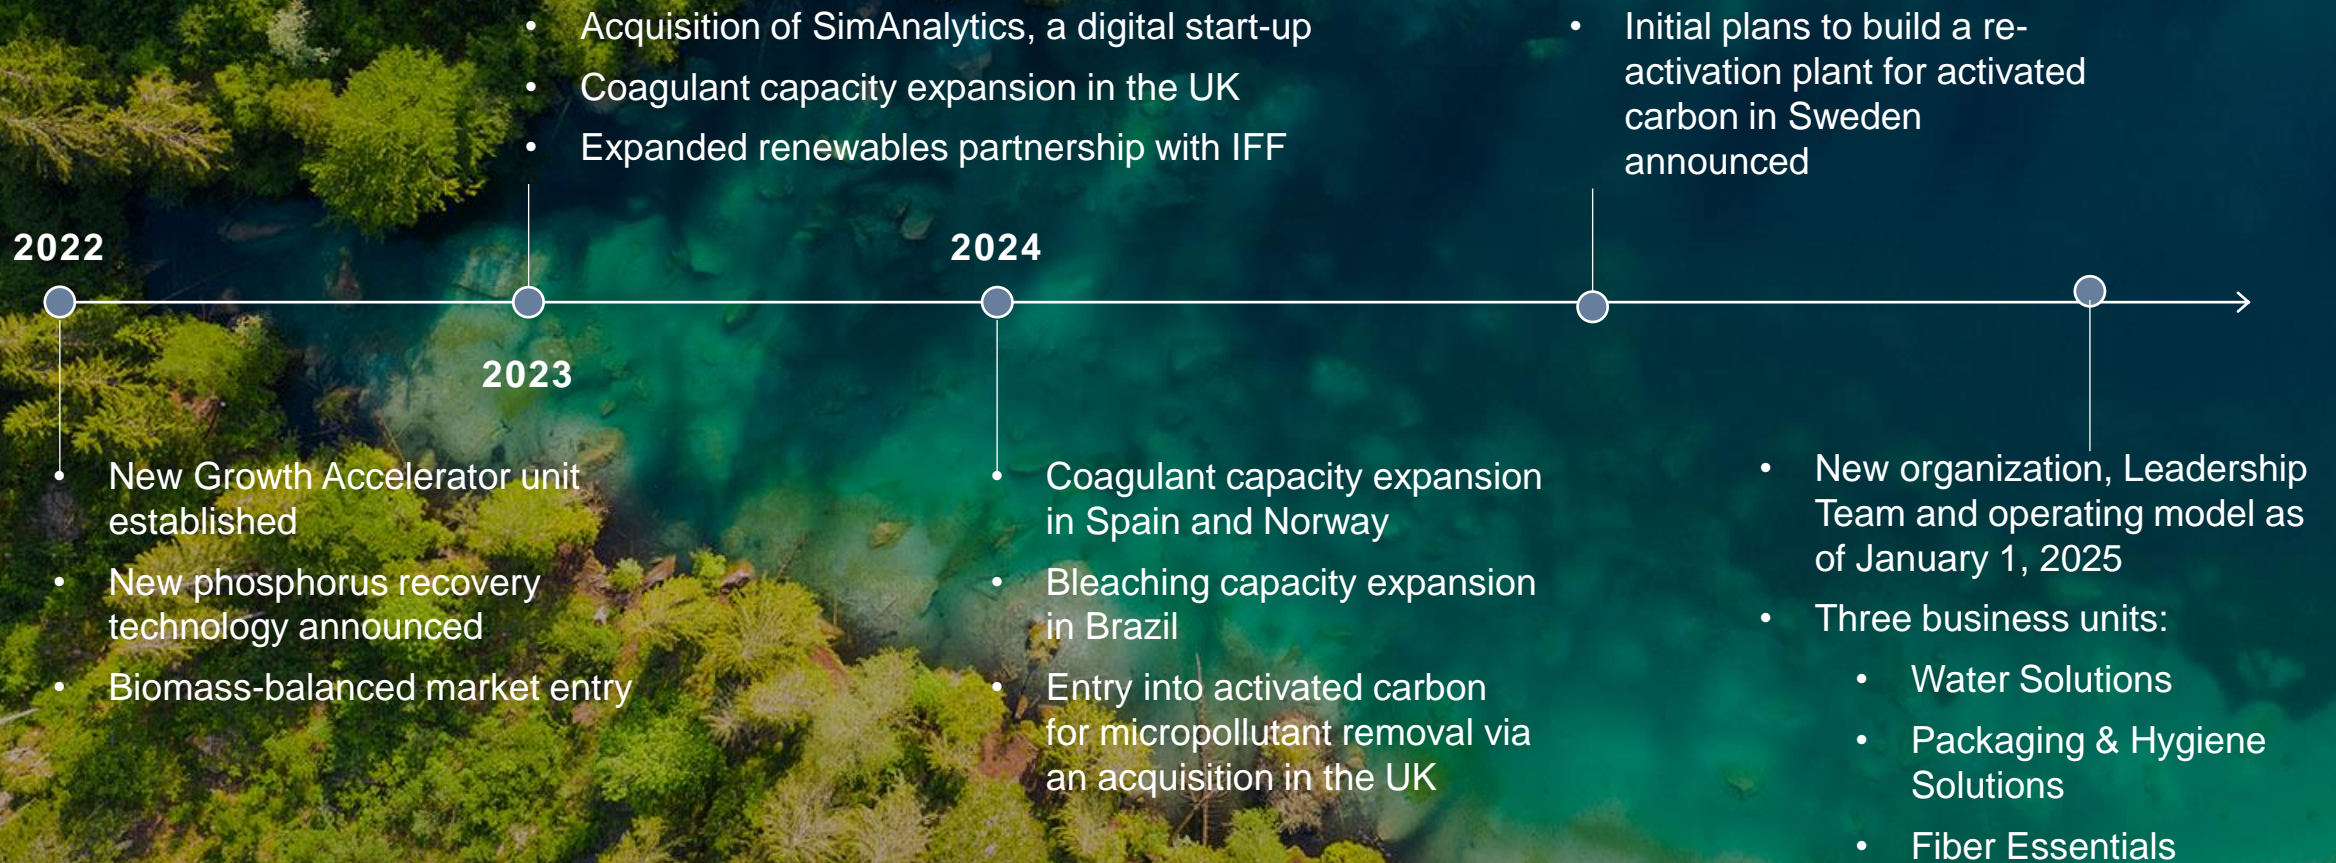 • Acquisition of SimAnalytics, a digital start-up
• Coagulant capacity expansion in the UK
• Expanded renewables partnership with IFF
• Initial plans to build a re-
activation plant for activated
carbon in Sweden
announced
2022
2024
2023
• New Growth Accelerator unit
established
• New phosphorus recovery
technology announced
• Biomass-balanced market entry
• Coagulant capacity expansion
in Spain and Norway
• Bleaching capacity expansion
in Brazil
• Entry into activated carbon
for micropollutant removal via
an acquisition in the UK
• New organization, Leadership
Team and operating model as
of January 1, 2025
• Three business units:
• Water Solutions
• Packaging & Hygiene
Solutions
• Fiber Essentials